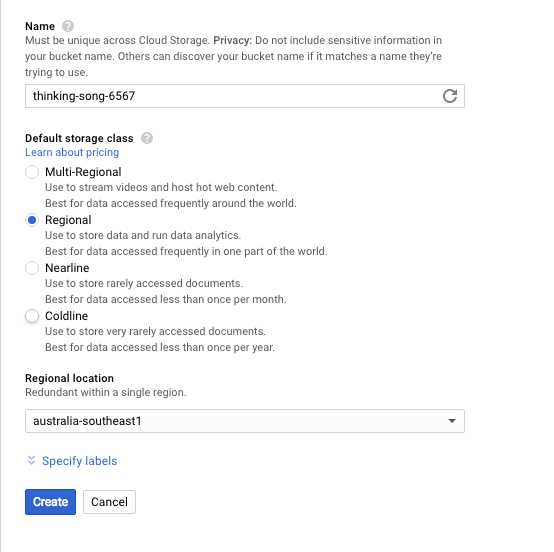 Name ?
Must be unique across Cloud Storage. Privacy: Do not include sensitive information in
your bucket name. Others can discover your bucket name if it matches a name they're
trying to use.
thinking-song-6567
Default storage class ?
Learn about pricing
Multi-Regional
Use to stream videos and host hot web content.
Best for data accessed frequently around the world.
Regional
Use to store data and run data analytics.
Best for data accessed frequently in one part of the world.
Nearline
Use to store rarely accessed documents.
Best for data accessed less than once per month.
Coldline
Use to store very rarely accessed documents.
Best for data accessed less than once per year.
Regional location
Redundant within a single region.
australia-southeast1
Specify labels
Create Cancel